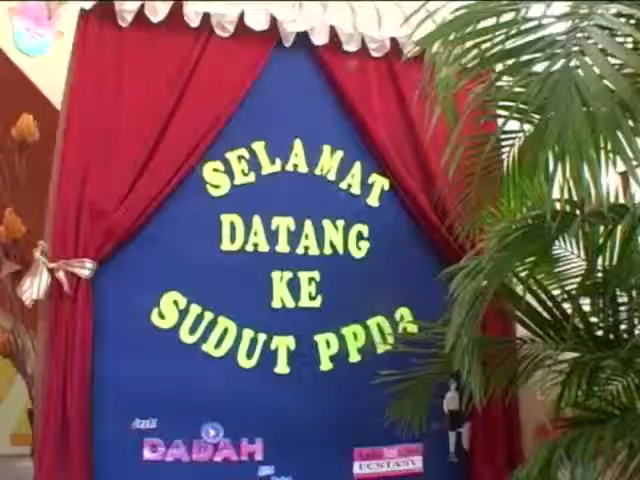 SELAMAT
DATANG
KE
SUDUT PPDa
DADAH
ECSTASY